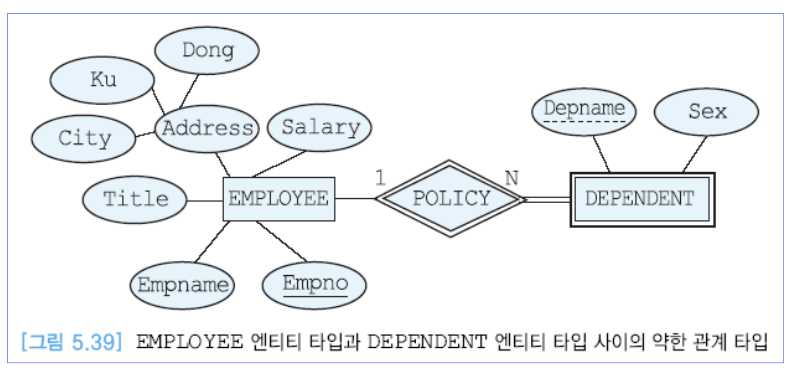 Dong
Ku
City
Address
Salary
Depname
Sex
Title
EMPLOYEE
1
POLICY
N
DEPENDENT
Empname
Empno
[그림 5.39] EMPLOYEE 엔티티 타입과 DEPENDENT 엔티티 타입 사이의 약한 관계 타입